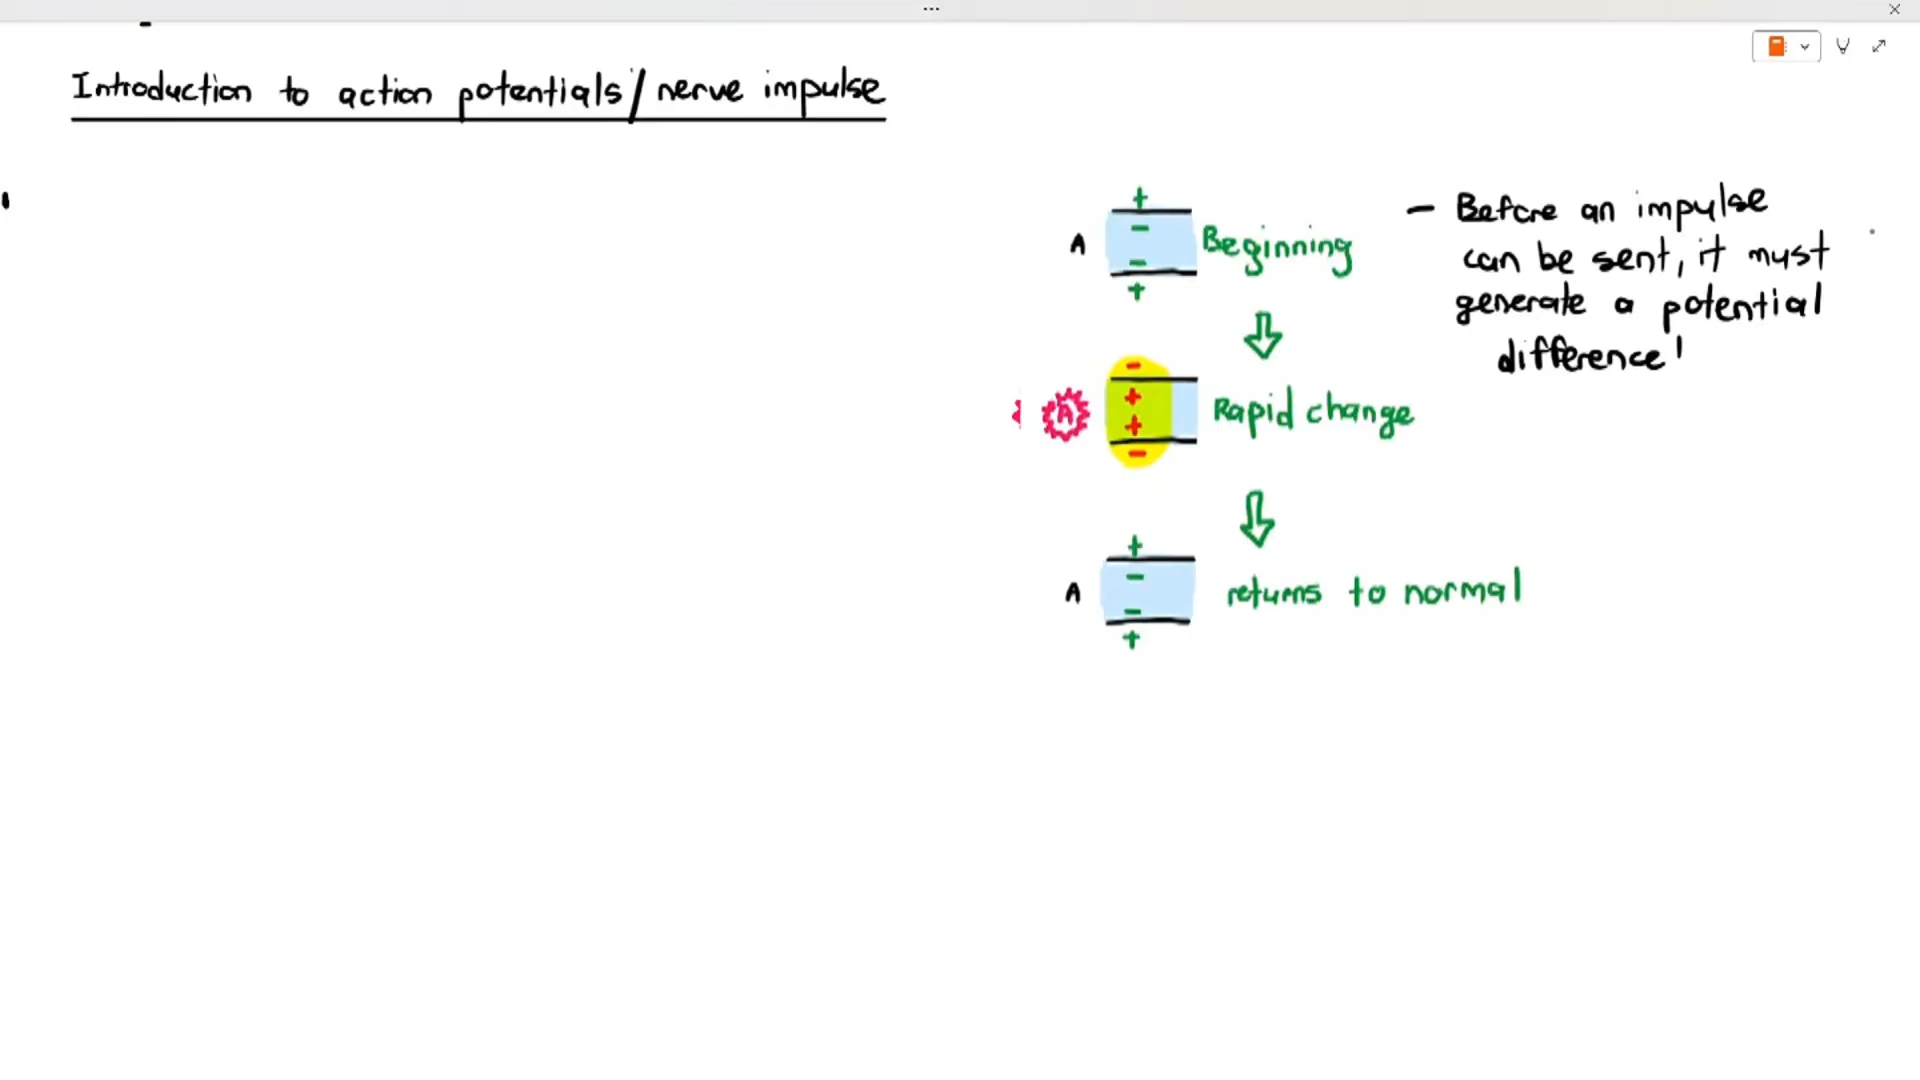 Introduction to action potentials/nerve impulse
+
A − Beginning
−
+
− Before an impulse
can be sent, it must
generate a potential
difference!
−
A + Rapid change
+
−
+
A − returns to normal
−
+